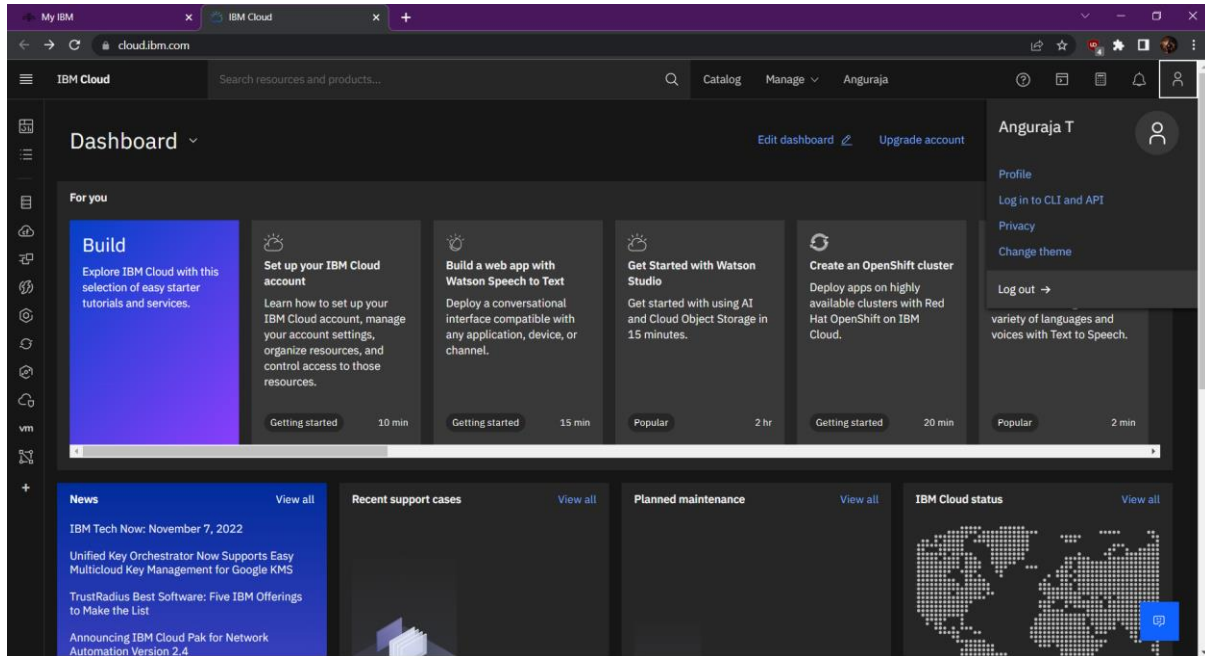 My IBM
IBM Cloud
cloud.ibm.com
IBM Cloud
Search resources and products...
Catalog
Manage
Anguraja
Dashboard
Edit dashboard
Upgrade account
Anguraja T
Profile
Log in to CLI and API
Privacy
Change theme
Log out →
For you
Build
Explore IBM Cloud with this
selection of easy starter
tutorials and services.
Set up your IBM Cloud
account
Learn how to set up your
IBM Cloud account, manage
your account settings,
organize resources, and
control access to those
resources.
Getting started
10 min
Build a web app with
Watson Speech to Text
Deploy a conversational
interface compatible with
any application, device, or
channel.
Getting started
15 min
Get Started with Watson
Studio
Get started with using AI
and Cloud Object Storage in
15 minutes.
Popular
2 hr
Create an OpenShift cluster
Deploy apps on highly
available clusters with Red
Hat OpenShift on IBM
Cloud.
Getting started
20 min
variety of languages and
voices with Text to Speech.
Popular
2 min
vm
News
View all
IBM Tech Now: November 7, 2022
Unified Key Orchestrator Now Supports Easy
Multicloud Key Management for Google KMS
TrustRadius Best Software: Five IBM Offerings
to Make the List
Announcing IBM Cloud Pak for Network
Automation Version 2.4
Recent support cases
View all
Planned maintenance
View all
IBM Cloud status
View all